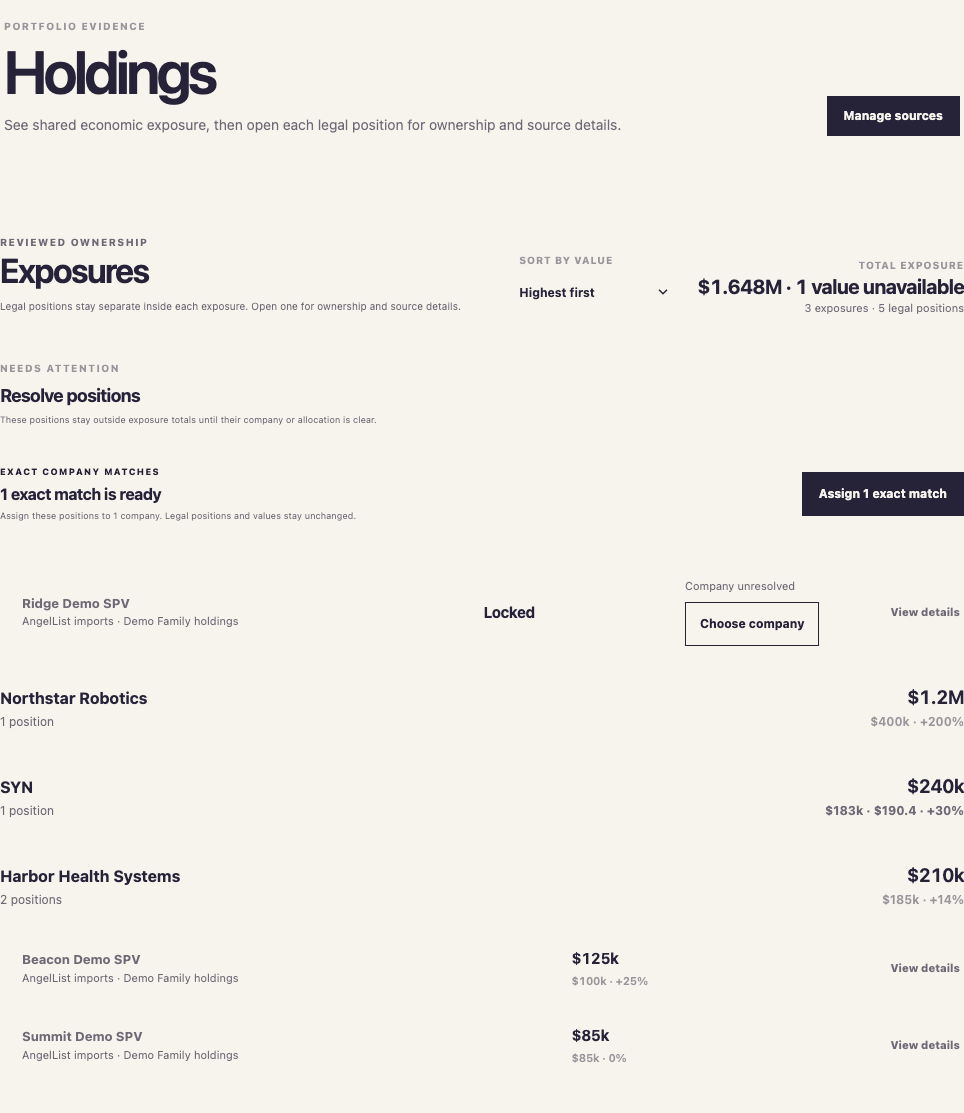 PORTFOLIO EVIDENCE
Holdings
See shared economic exposure, then open each legal position for ownership and source details.
Manage sources
REVIEWED OWNERSHIP
Exposures
Legal positions stay separate inside each exposure. Open one for ownership and source details.
SORT BY VALUE
Highest first
TOTAL EXPOSURE
$1.648M · 1 value unavailable
3 exposures · 5 legal positions
NEEDS ATTENTION
Resolve positions
These positions stay outside exposure totals until their company or allocation is clear.
EXACT COMPANY MATCHES
1 exact match is ready
Assign these positions to 1 company. Legal positions and values stay unchanged.
Assign 1 exact match
Ridge Demo SPV
AngelList imports · Demo Family holdings
Locked
Company unresolved
Choose company
View details
Northstar Robotics
1 position
$1.2M
$400k · +200%
SYN
1 position
$240k
$183k · $190.4 · +30%
Harbor Health Systems
2 positions
$210k
$185k · +14%
Beacon Demo SPV
AngelList imports · Demo Family holdings
$125k
$100k · +25%
View details
Summit Demo SPV
AngelList imports · Demo Family holdings
$85k
$85k · 0%
View details